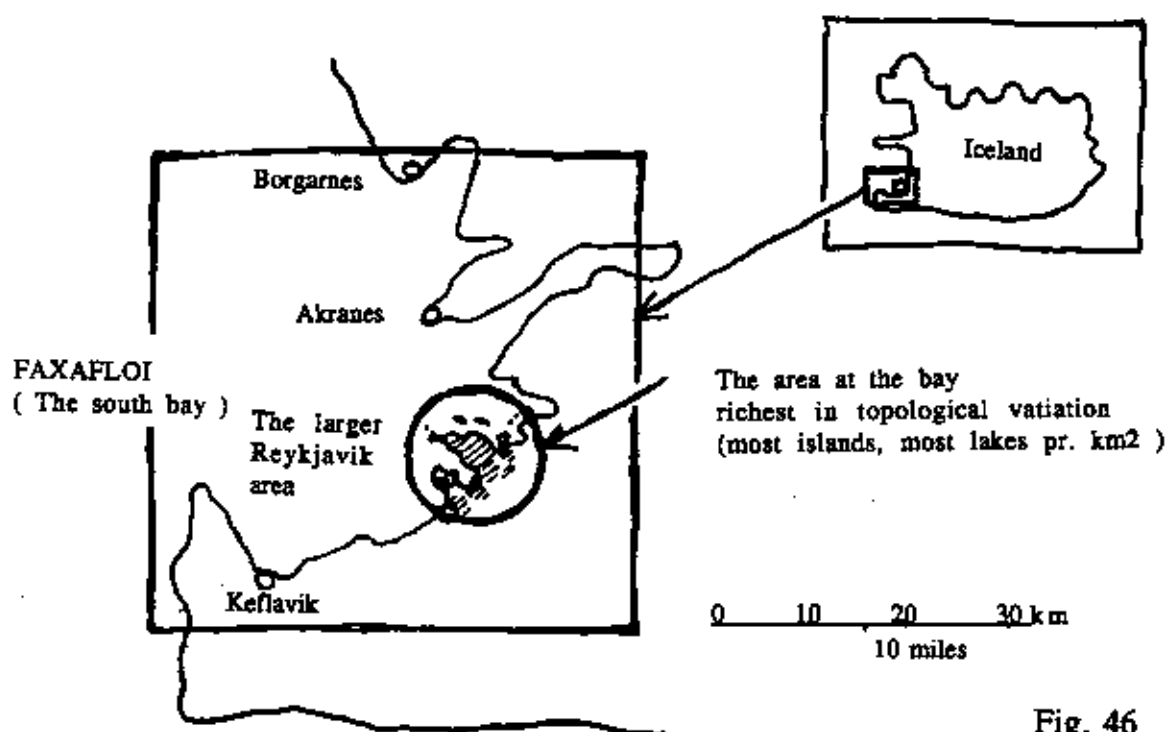 Iceland
Borgarnes
Akranes
FAXAFLOI
( The south bay )
The larger
Reykjavik
area
The area at the bay
richest in topological vatiation
(most islands, most lakes pr. km2 )
Keflavik
0 10 20 30 km
10 miles
Fig. 46